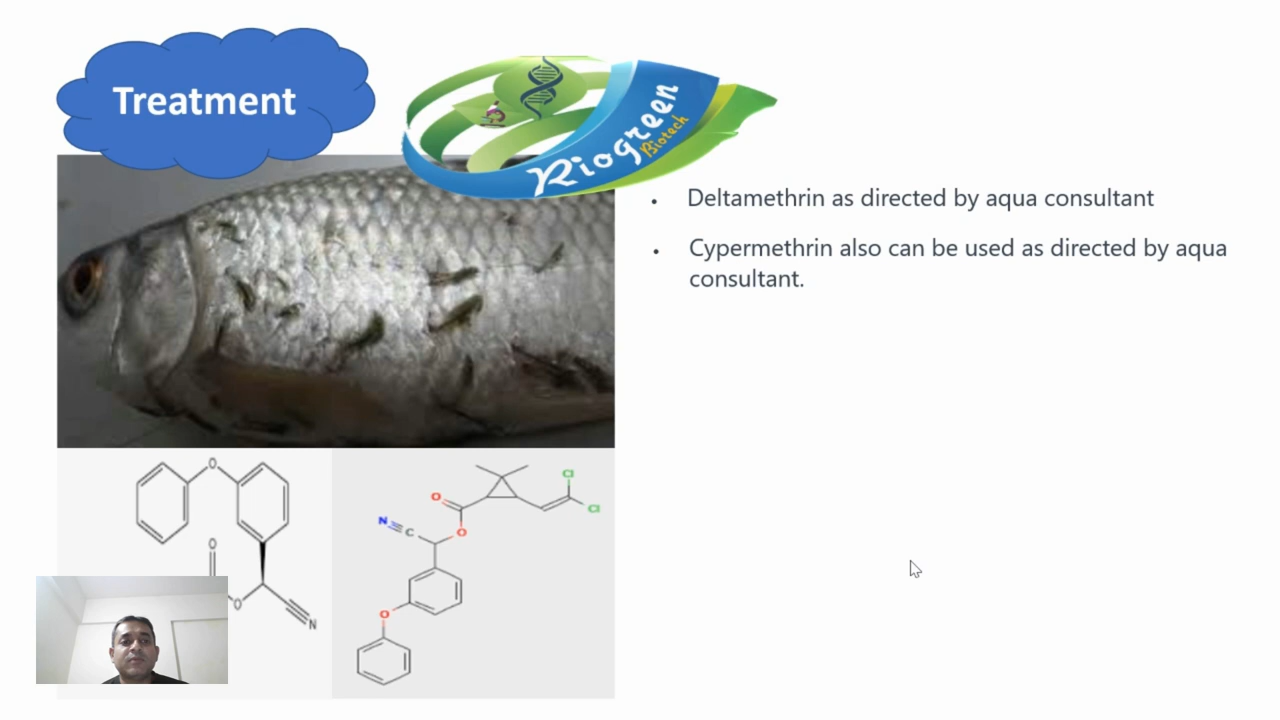 Treatment
Riogreen
Biotech
• Deltamethrin as directed by aqua consultant
• Cypermethrin also can be used as directed by aqua
consultant.
O
O
O
N
Cl
Cl
O
N
C
O
O